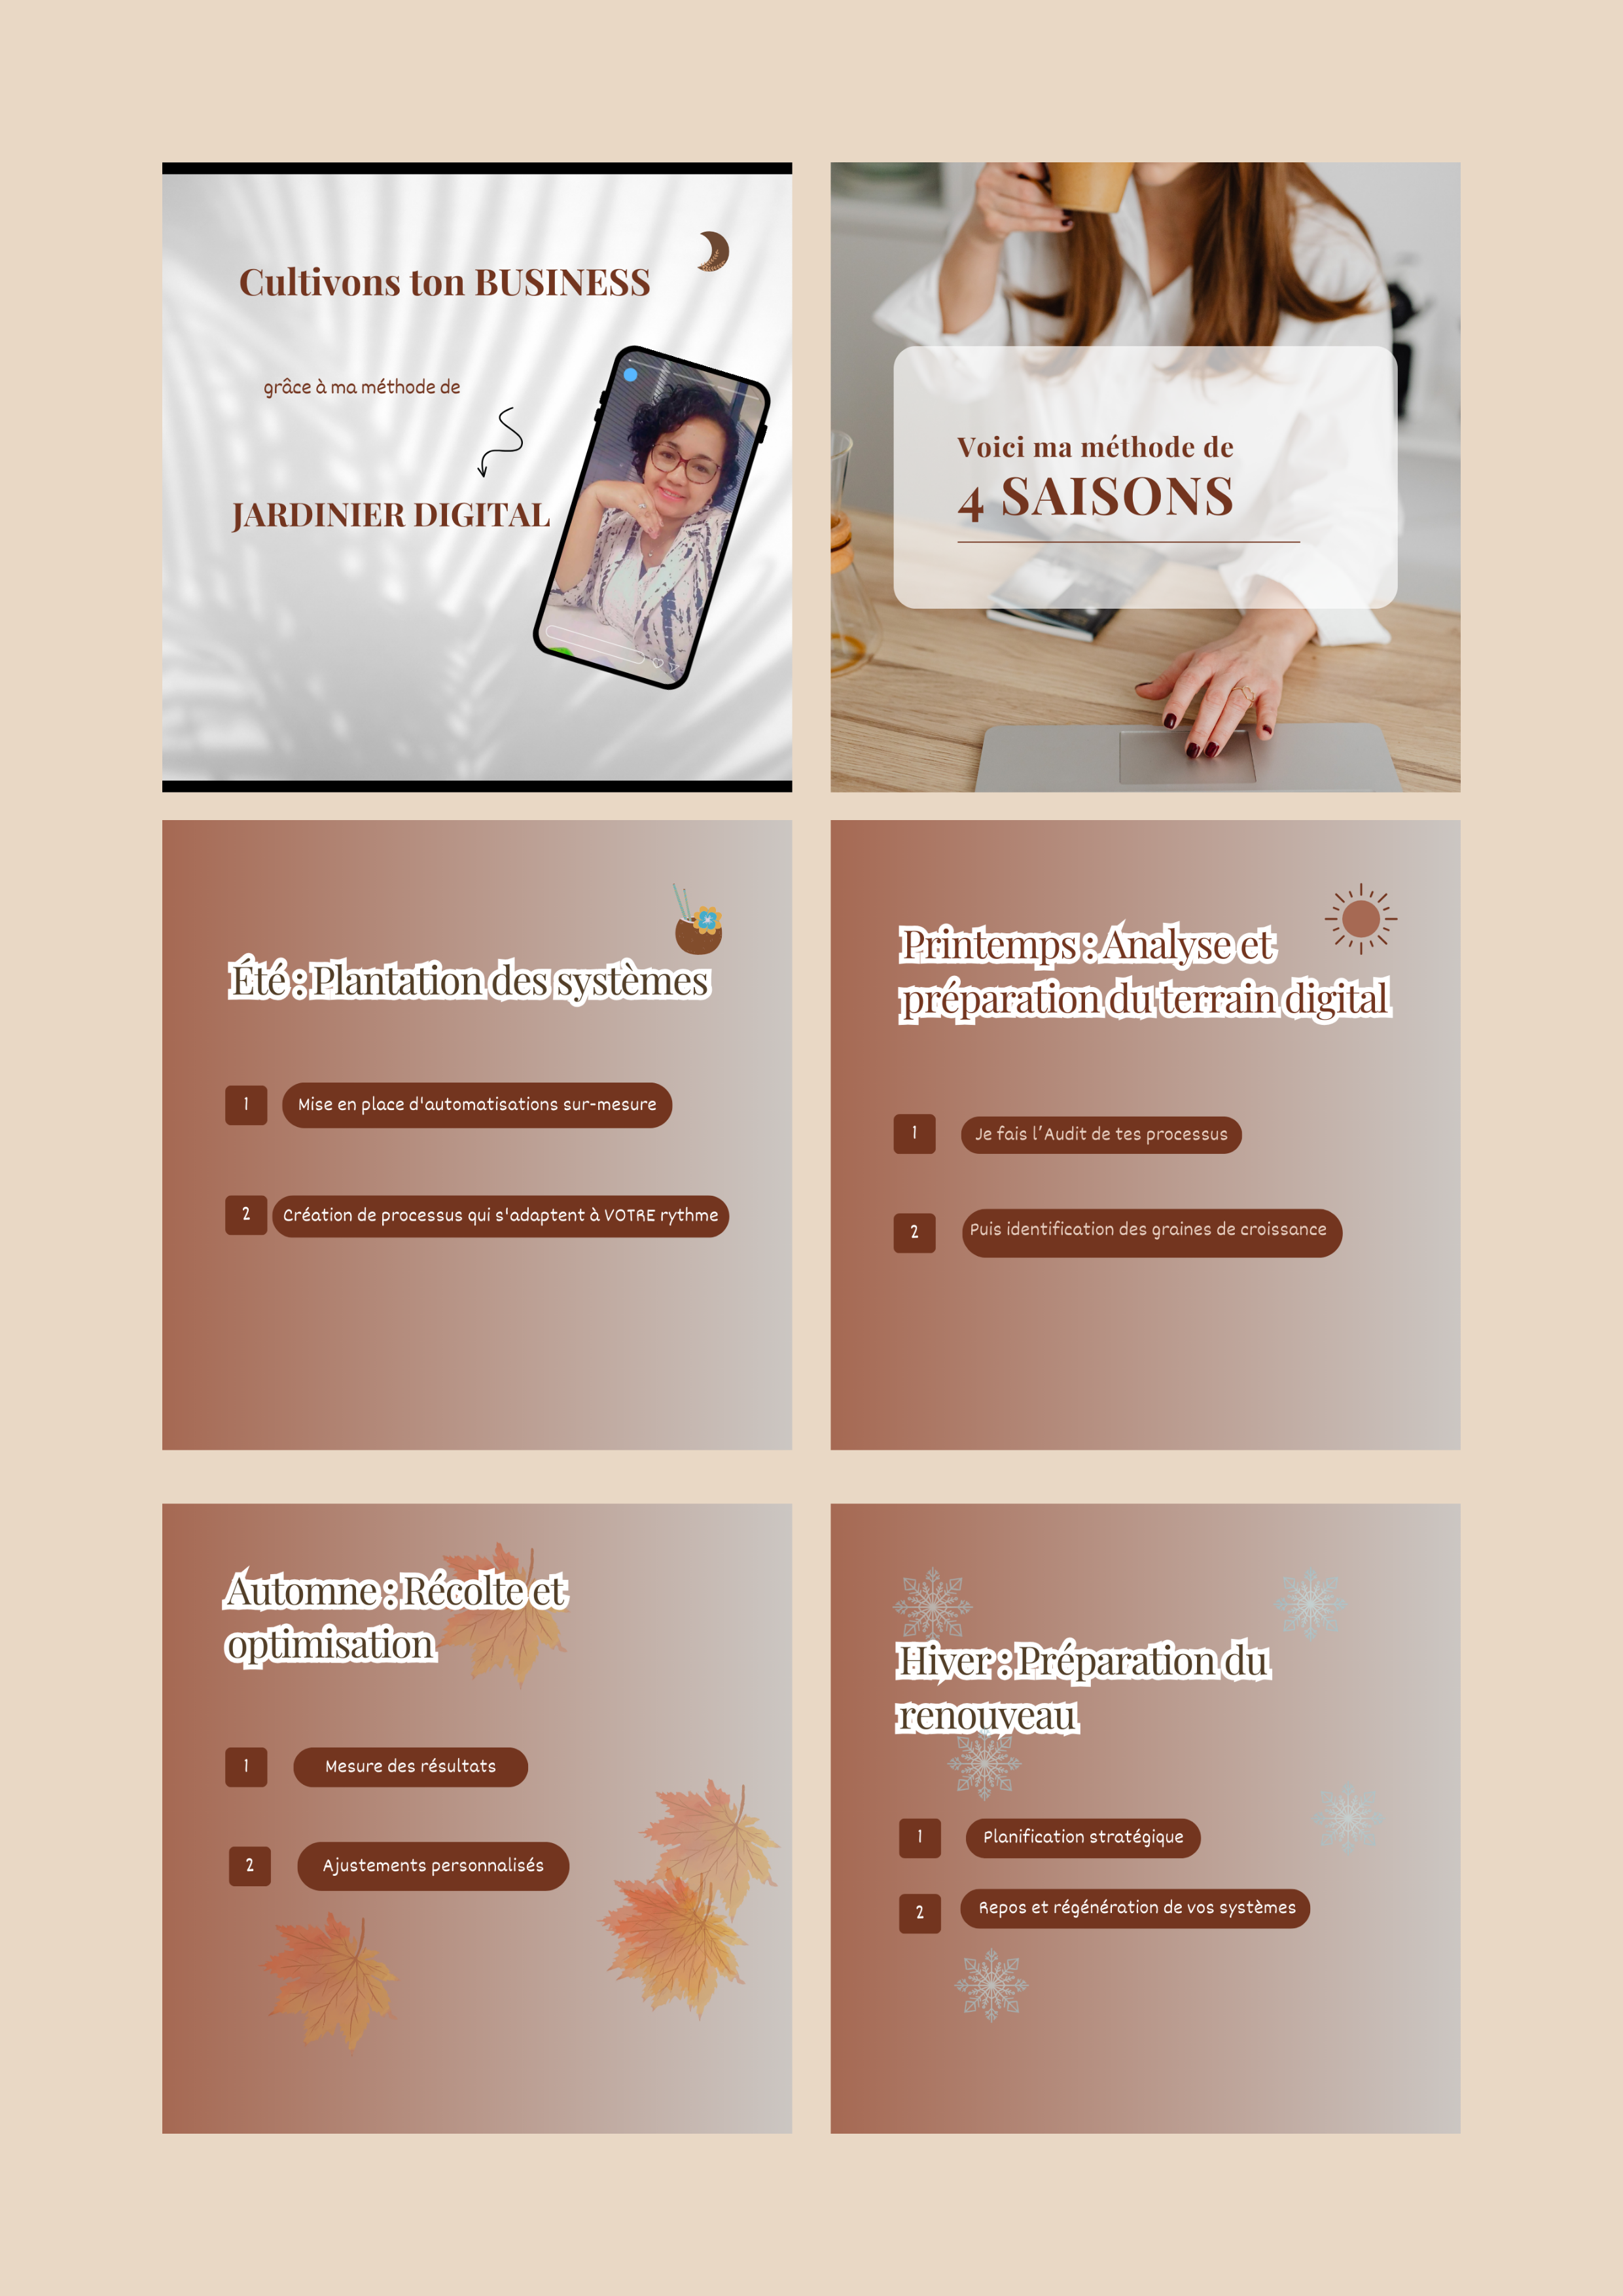 Cultivons ton BUSINESS
grâce à ma méthode de
JARDINIER DIGITAL
Voici ma méthode de
4 SAISONS
Été : Plantation des systèmes
1
Mise en place d'automatisations sur-mesure
2
Création de processus qui s'adaptent à VOTRE rythme
Printemps : Analyse et
préparation du terrain digital
1
Je fais l’Audit de tes processus
2
Puis identification des graines de croissance
Automne : Récolte et
optimisation
1
Mesure des résultats
2
Ajustements personnalisés
Hiver : Préparation du
renouveau
1
Planification stratégique
2
Repos et régénération de vos systèmes